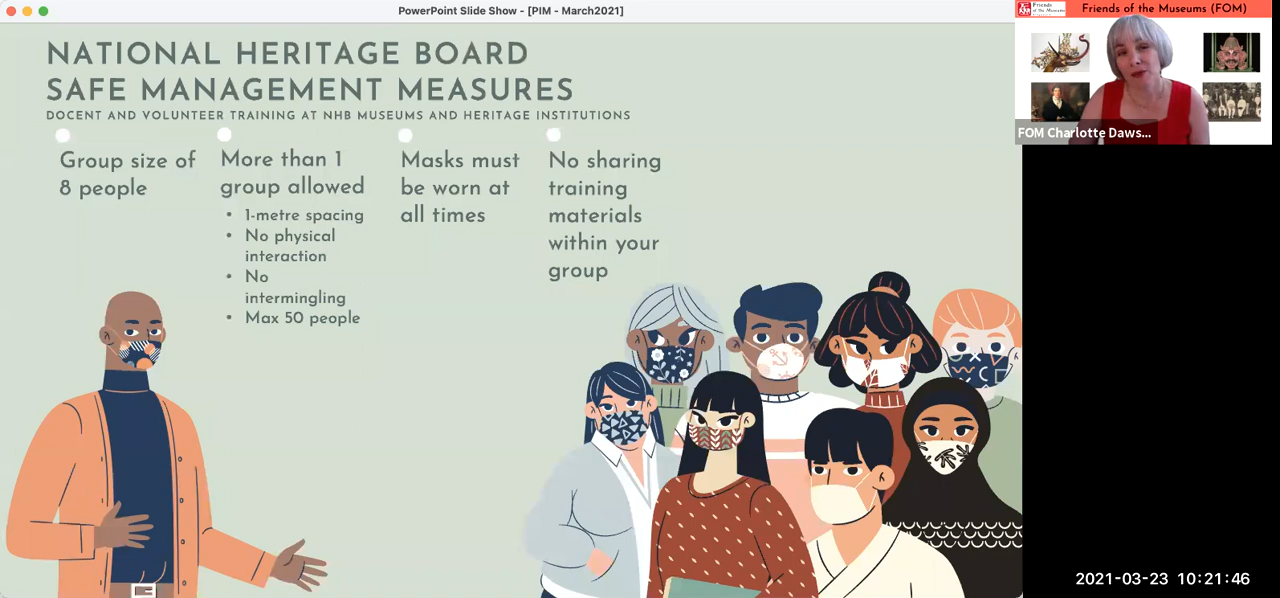 PowerPoint Slide Show - [PIM - March2021]
Friends of the Museums (FOM)
NATIONAL HERITAGE BOARD
SAFE MANAGEMENT MEASURES
DOCENT AND VOLUNTEER TRAINING AT NHB MUSEUMS AND HERITAGE INSTITUTIONS
Group size of
8 people
More than 1
group allowed
• 1-metre spacing
• No physical
interaction
• No
intermingling
• Max 50 people
Masks must
be worn at
all times
No sharing
training
materials
within your
group
FOM Charlotte Daws...
2021-03-23 10:21:46